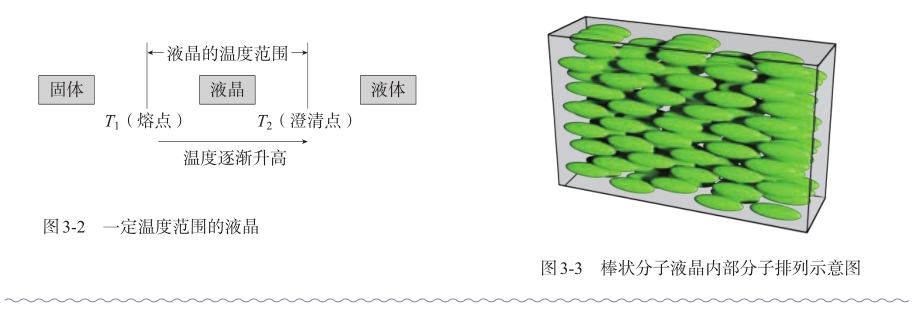 液晶的温度范围
固体
液晶
液体
T₁（熔点）
T₂（澄清点）
温度逐渐升高
图3-2 一定温度范围的液晶
图3-3 棒状分子液晶内部分子排列示意图